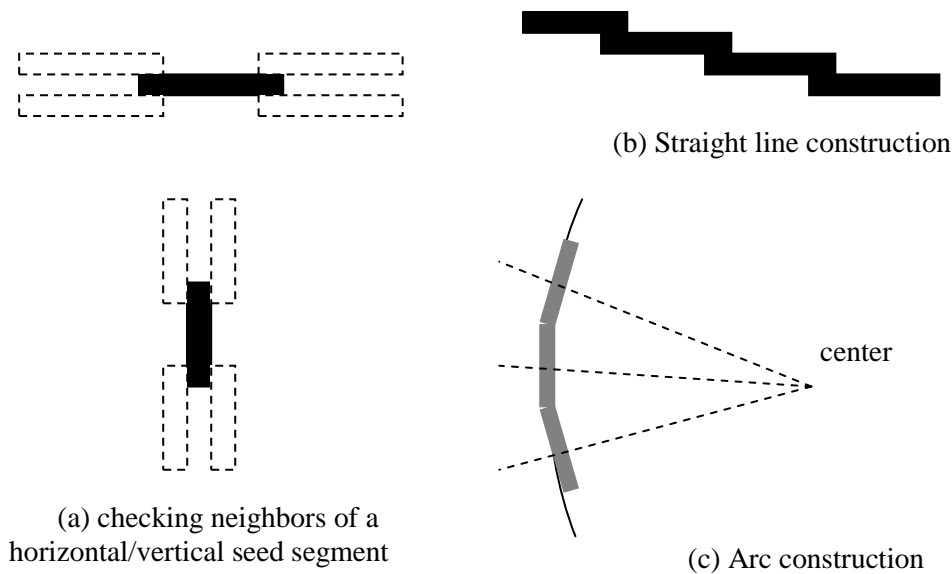 (b) Straight line construction
center
(a) checking neighbors of a
horizontal/vertical seed segment
(c) Arc construction